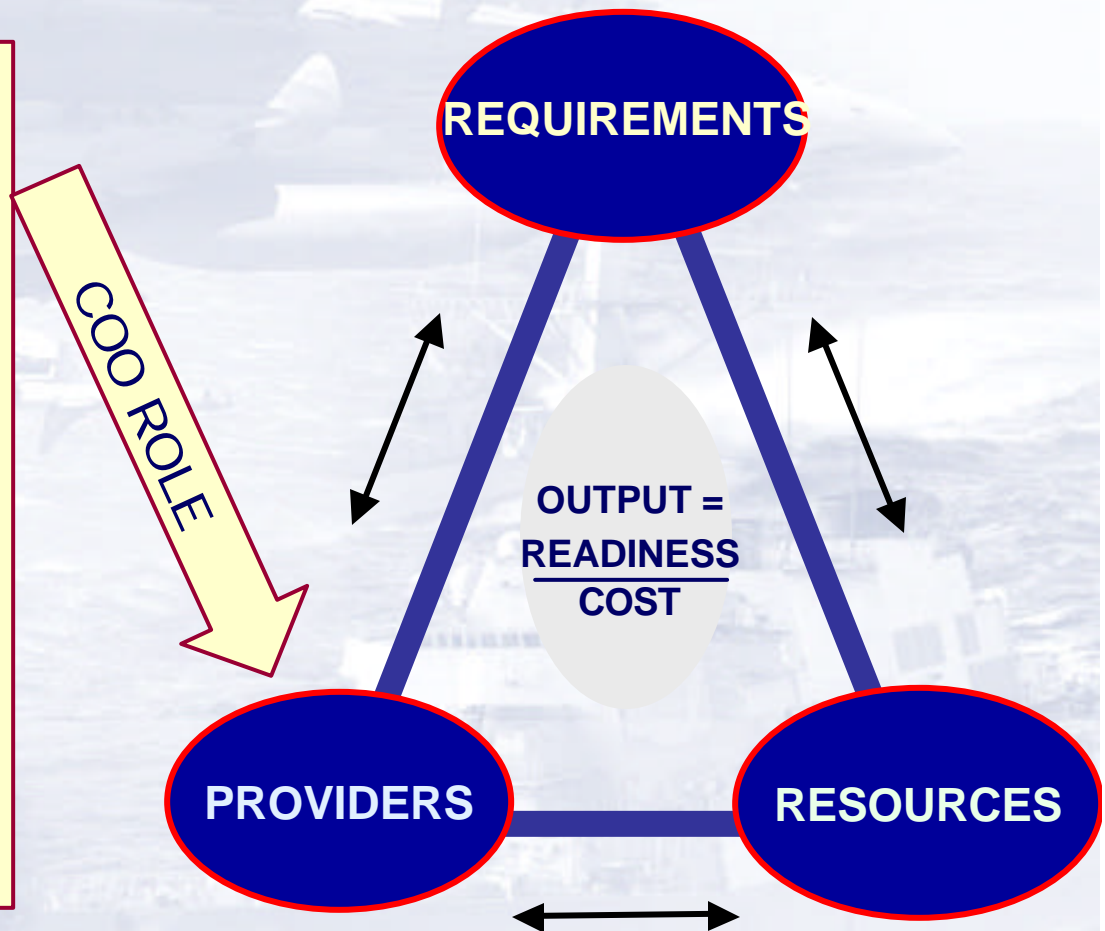 REQUIREMENTS
COO ROLE
OUTPUT =
READINESS
COST
PROVIDERS
RESOURCES